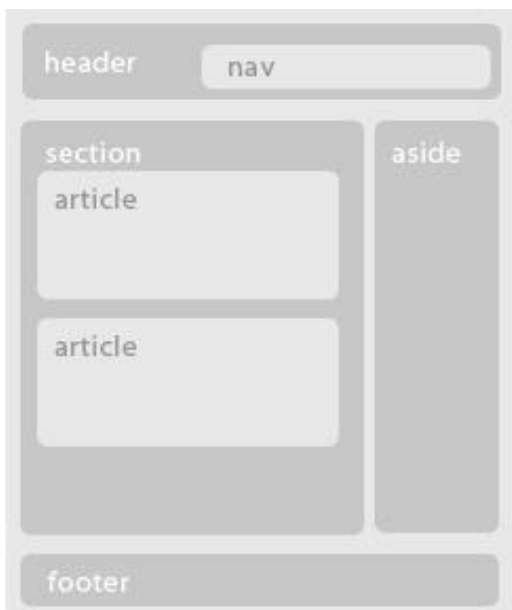 header
nav
section
aside
article
article
footer